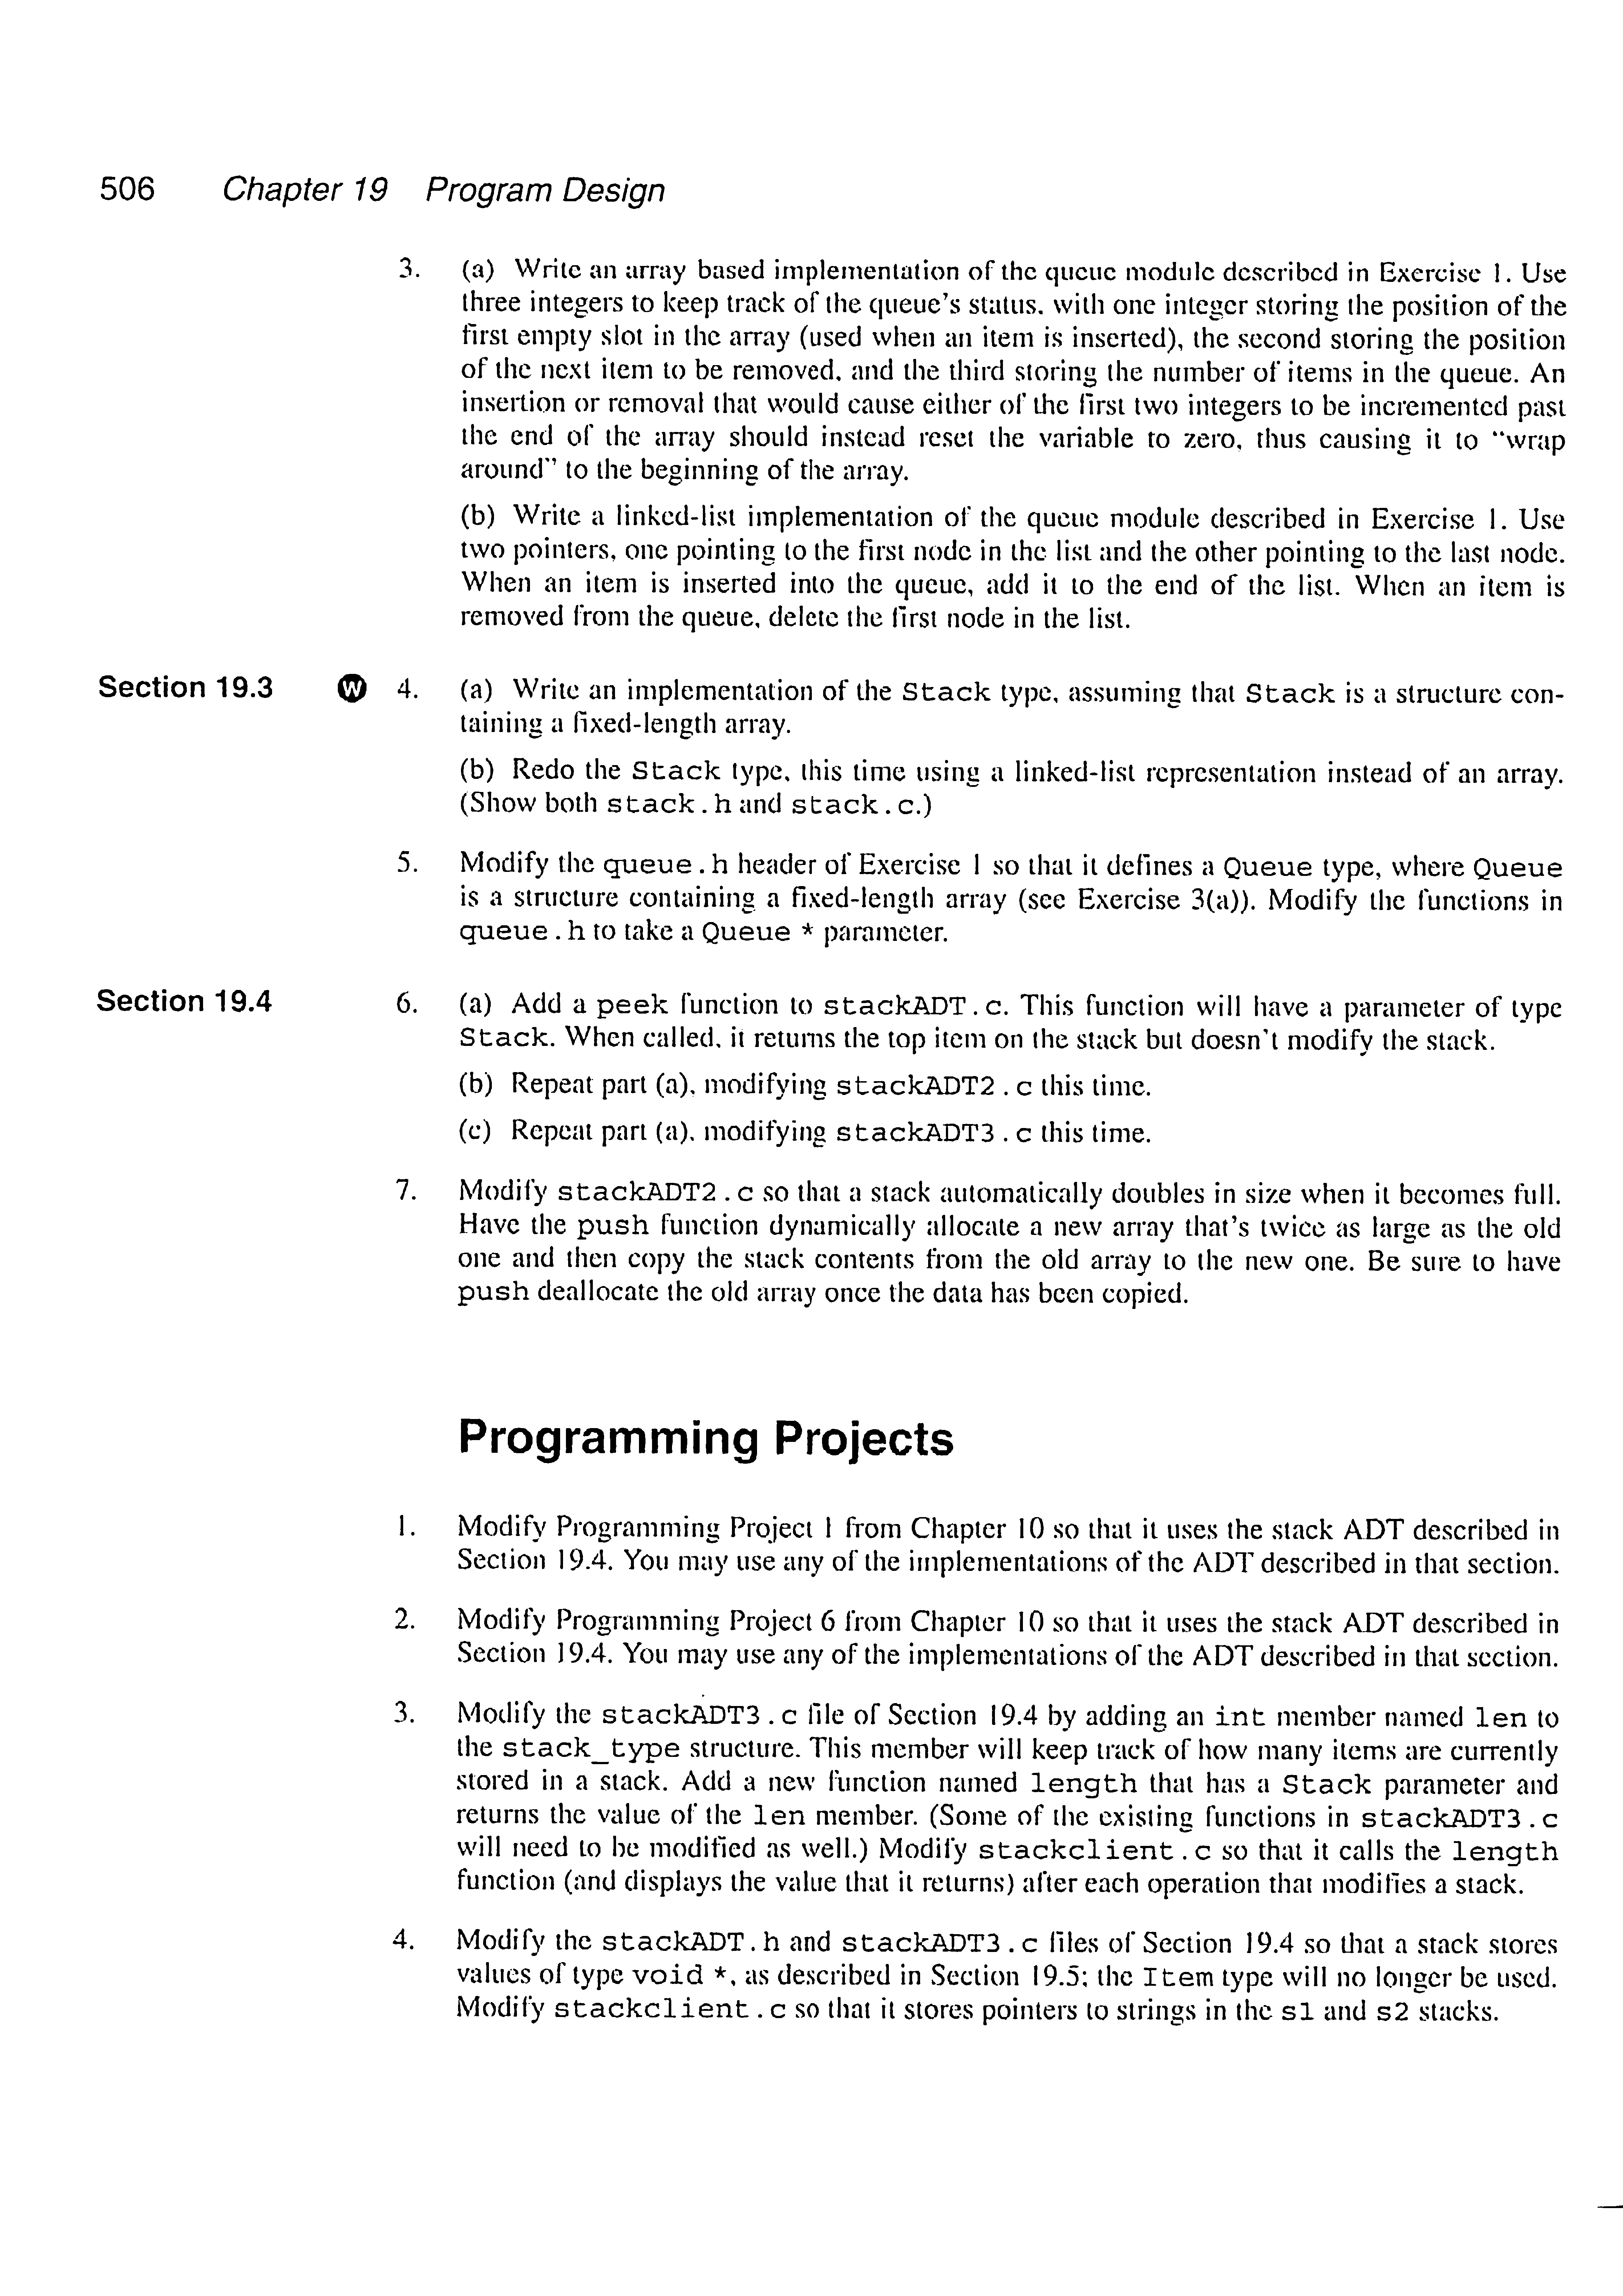 506 Chapter 19 Program Design
3. (a) Write an array based implementation of the queue module described in Exercise 1. Use
three integers to keep track of the queue's status, with one integer storing the position of the
first empty slot in the array (used when an item is inserted), the second storing the position
of the next item to be removed, and the third storing the number of items in the queue. An
insertion or removal that would cause either of the first two integers to be incremented past
the end of the array should instead reset the variable to zero, thus causing it to "wrap
around" to the beginning of the array.
(b) Write a linked-list implementation of the queue module described in Exercise 1. Use
two pointers, one pointing to the first node in the list and the other pointing to the last node.
When an item is inserted into the queue, add it to the end of the list. When an item is
removed from the queue, delete the first node in the list.
Section 19.3 W 4. (a) Write an implementation of the Stack type, assuming that Stack is a structure con-
taining a fixed-length array.
(b) Redo the Stack type, this time using a linked-list representation instead of an array.
(Show both stack.h and stack.c.)
5. Modify the queue.h header of Exercise 1 so that it defines a Queue type, where Queue
is a structure containing a fixed-length array (see Exercise 3(a)). Modify the functions in
queue.h to take a Queue * parameter.
Section 19.4 6. (a) Add a peek function to stackADT.c. This function will have a parameter of type
Stack. When called, it returns the top item on the stack but doesn't modify the stack.
(b) Repeat part (a), modifying stackADT2.c this time.
(c) Repeat part (a), modifying stackADT3.c this time.
7. Modify stackADT2.c so that a stack automatically doubles in size when it becomes full.
Have the push function dynamically allocate a new array that's twice as large as the old
one and then copy the stack contents from the old array to the new one. Be sure to have
push deallocate the old array once the data has been copied.
Programming Projects
1. Modify Programming Project 1 from Chapter 10 so that it uses the stack ADT described in
Section 19.4. You may use any of the implementations of the ADT described in that section.
2. Modify Programming Project 6 from Chapter 10 so that it uses the stack ADT described in
Section 19.4. You may use any of the implementations of the ADT described in that section.
3. Modify the stackADT3.c file of Section 19.4 by adding an int member named len to
the stack_type structure. This member will keep track of how many items are currently
stored in a stack. Add a new function named length that has a Stack parameter and
returns the value of the len member. (Some of the existing functions in stackADT3.c
will need to be modified as well.) Modify stackclient.c so that it calls the length
function (and displays the value that it returns) after each operation that modifies a stack.
4. Modify the stackADT.h and stackADT3.c files of Section 19.4 so that a stack stores
values of type void *, as described in Section 19.5; the Item type will no longer be used.
Modify stackclient.c so that it stores pointers to strings in the s1 and s2 stacks.